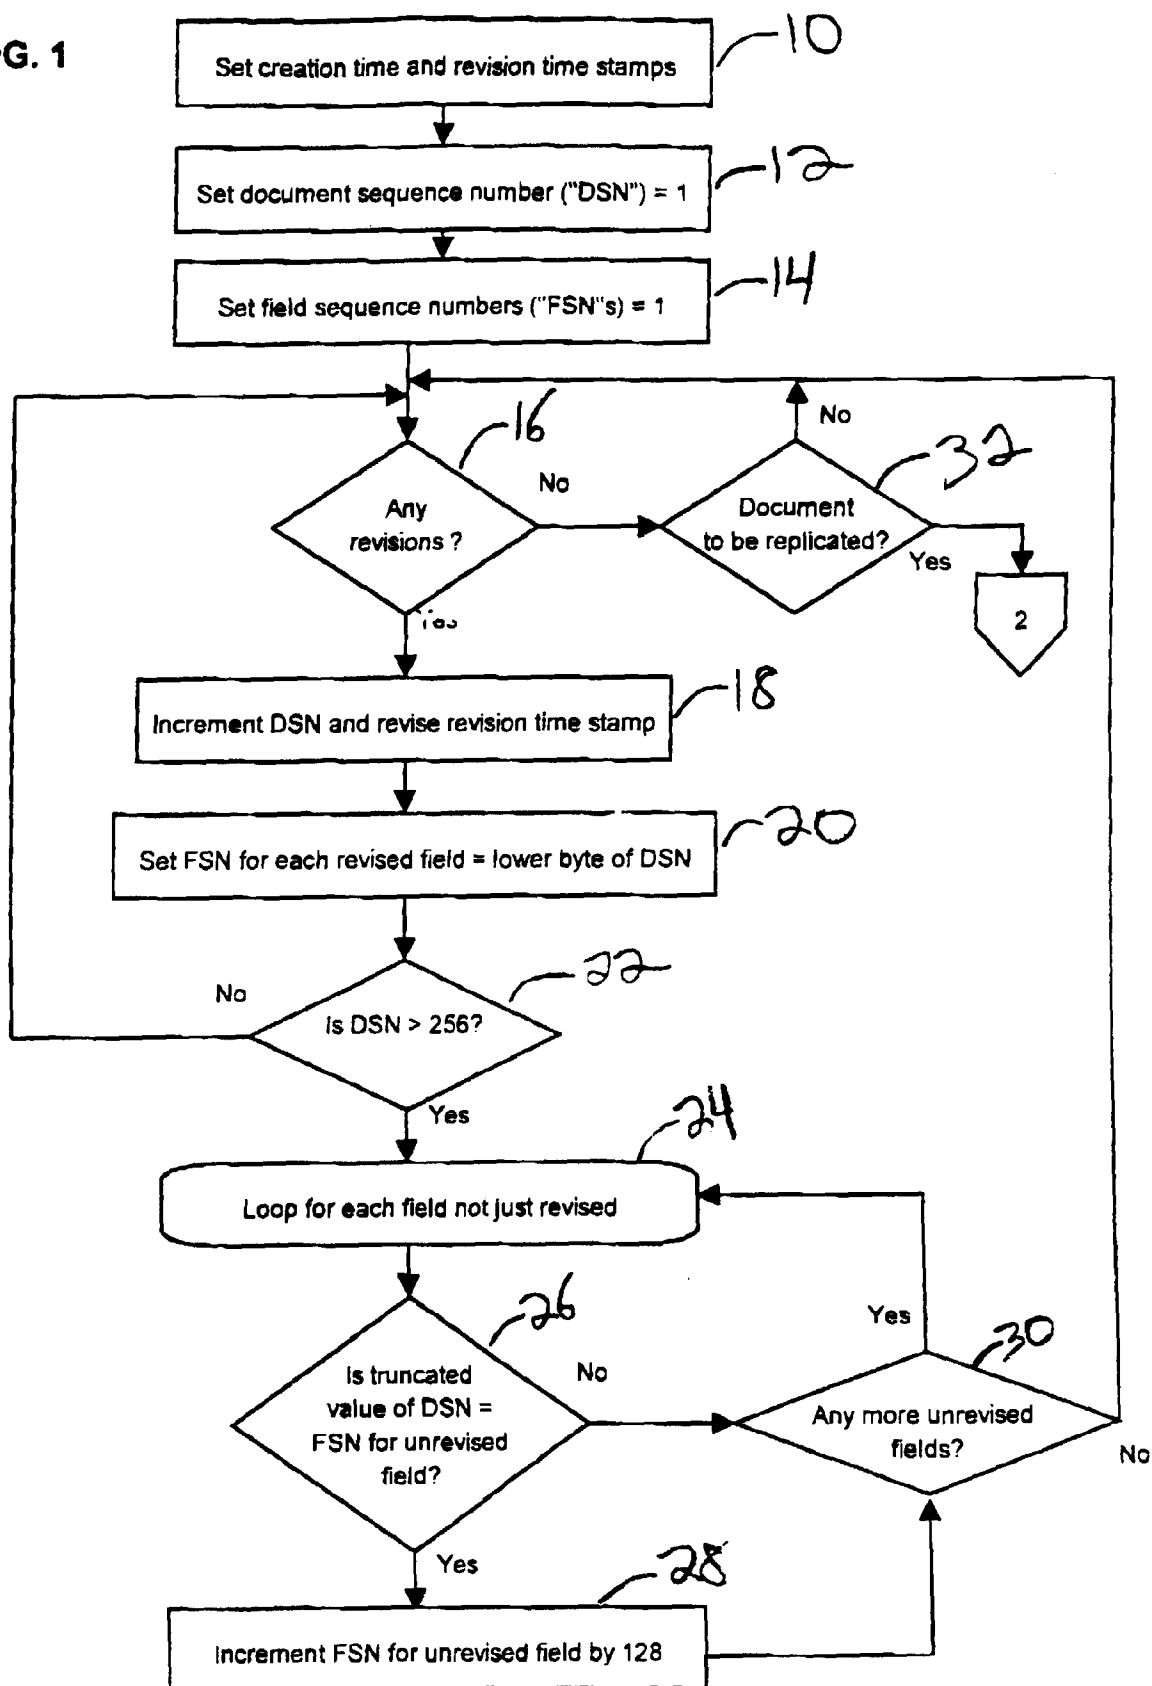 G. 1
Set creation time and revision time stamps
10
Set document sequence number ("DSN") = 1
12
Set field sequence numbers ("FSN"s) = 1
14
16
No
32
Any
revisions ?
No
Document
to be replicated?
Yes
2
Yes
Increment DSN and revise revision time stamp
18
Set FSN for each revised field = lower byte of DSN
20
22
No
Is DSN > 256?
Yes
24
Loop for each field not just revised
26
Is truncated
value of DSN =
FSN for unrevised
field?
No
Yes
30
Any more unrevised
fields?
No
Yes
28
Increment FSN for unrevised field by 128